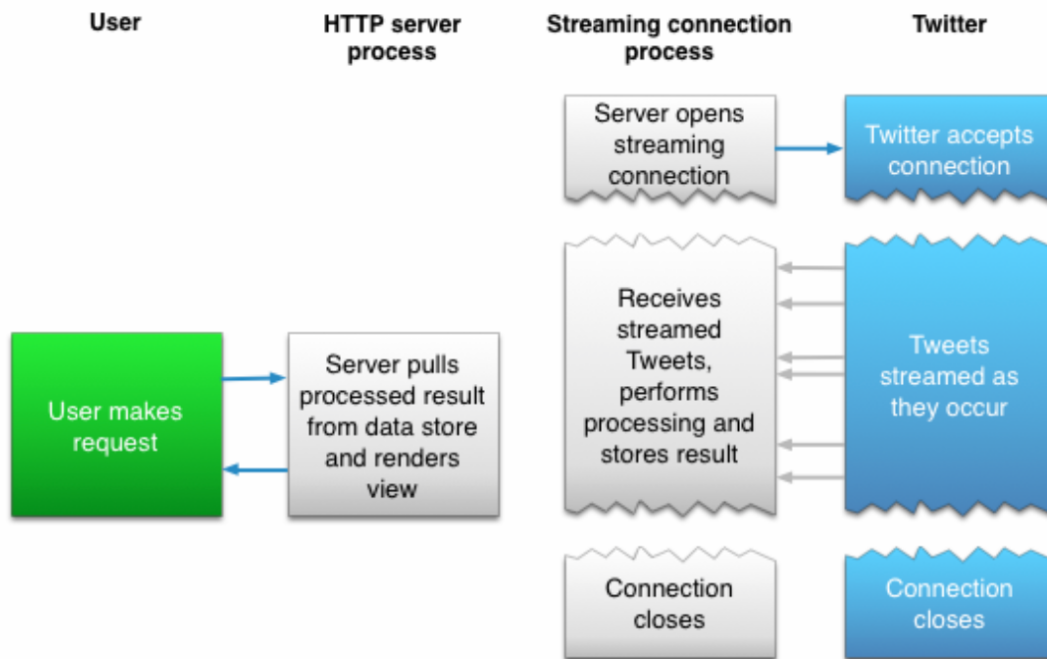 User
HTTP server
process
Streaming connection
process
Twitter
Server opens
streaming
connection
Twitter accepts
connection
User makes
request
Server pulls
processed result
from data store
and renders
view
Receives
streamed
Tweets,
performs
processing and
stores result
Tweets
streamed as
they occur
Connection
closes
Connection
closes